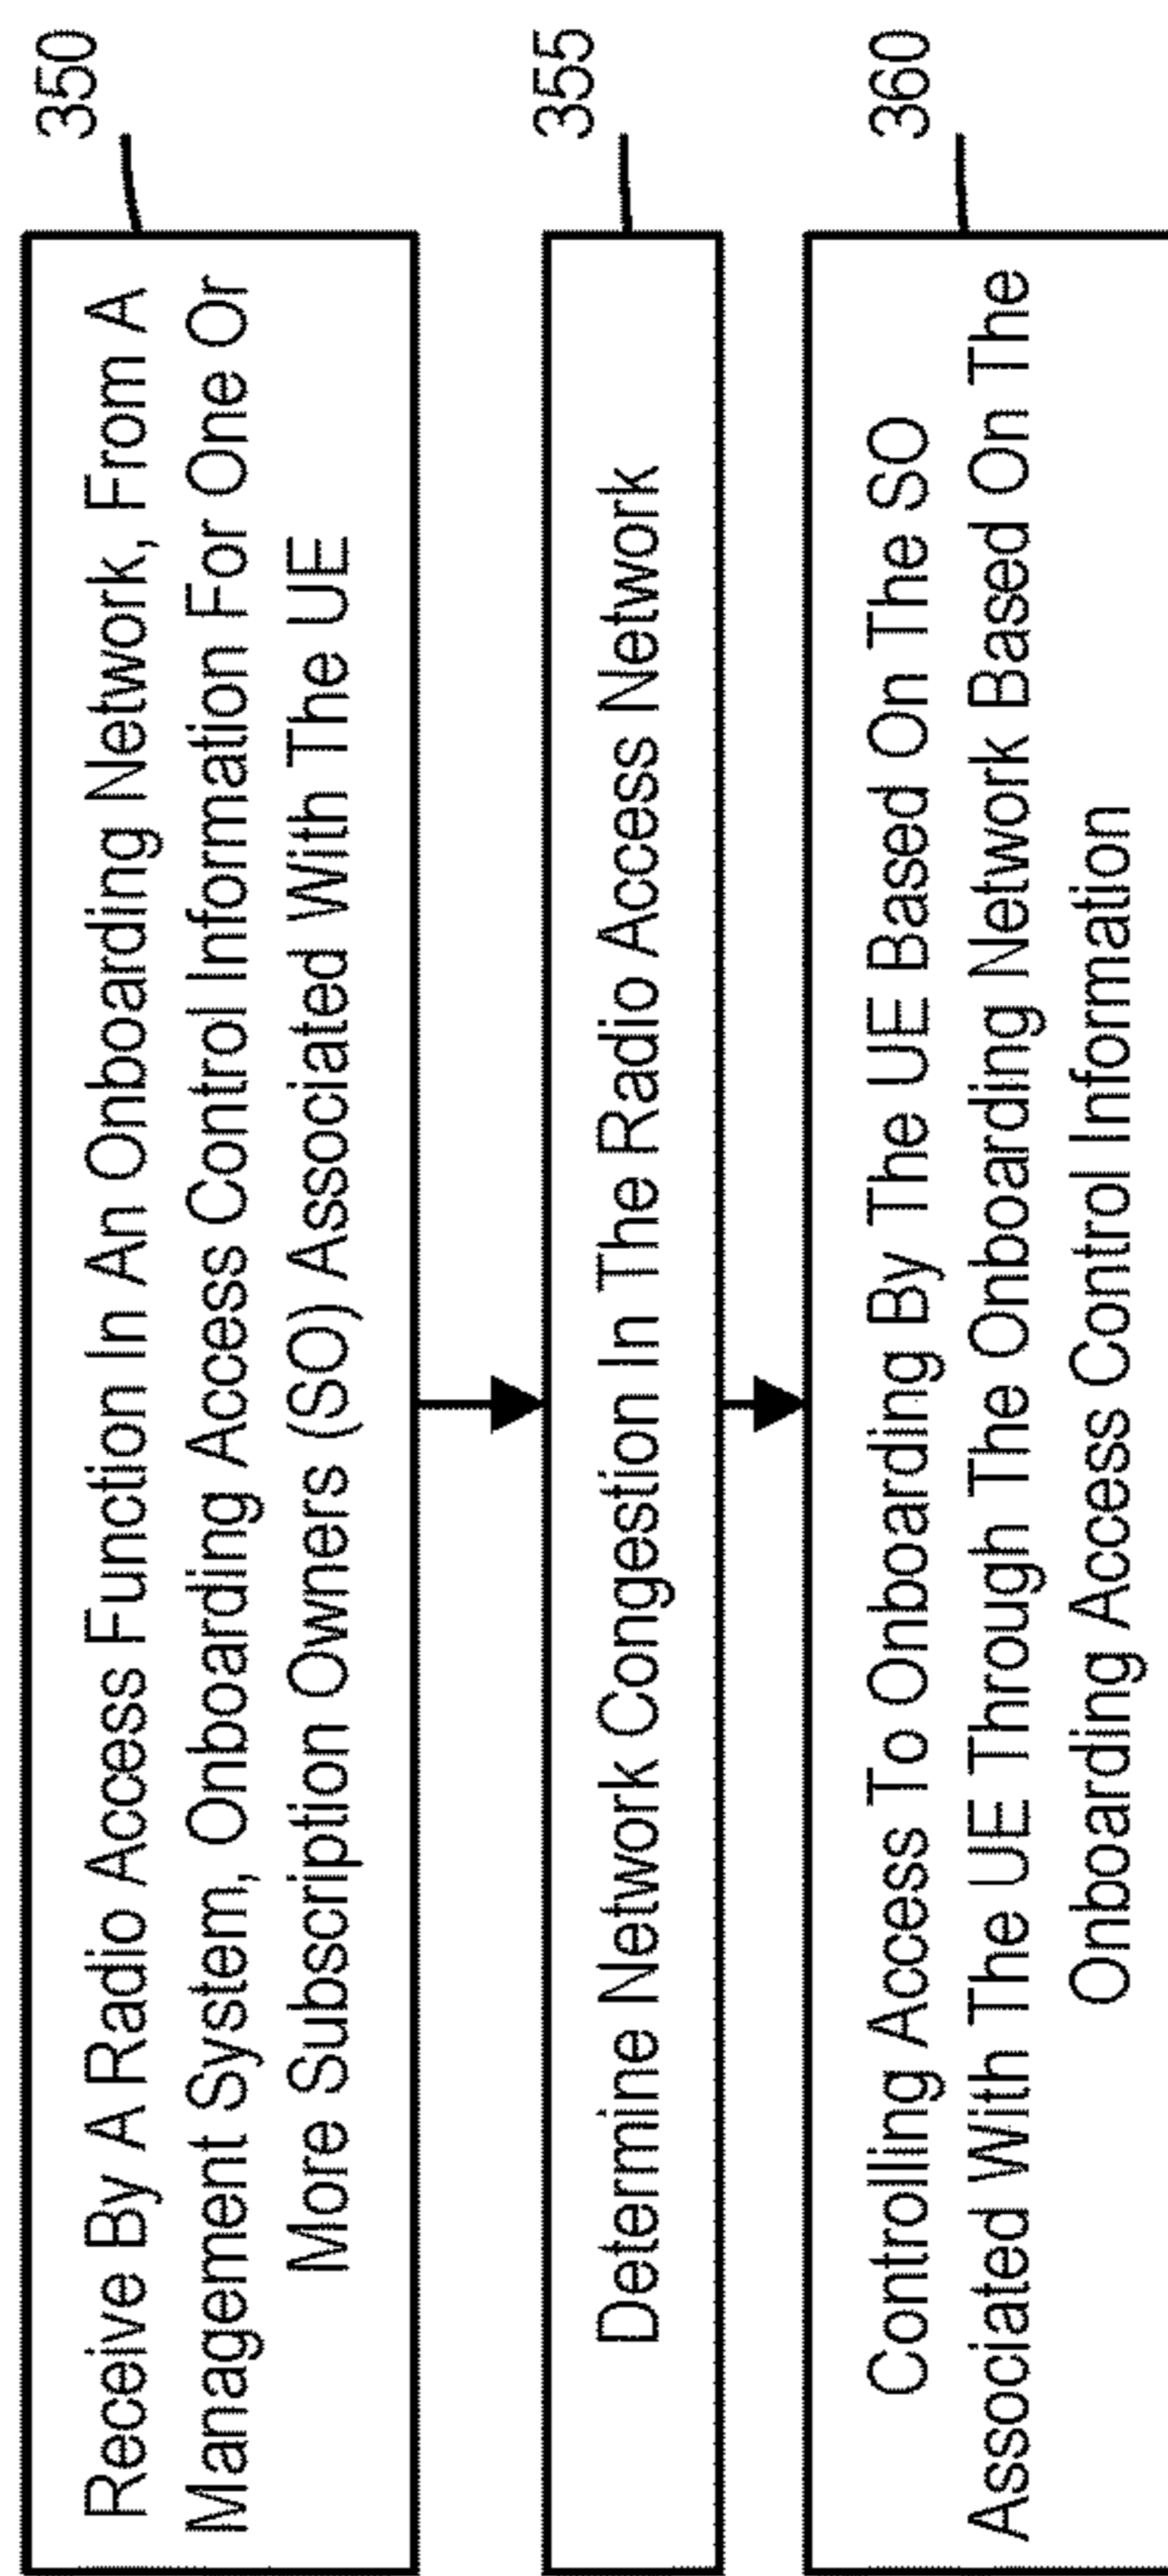 350
Receive By A Radio Access Function In An Onboarding Network, From A
Management System, Onboarding Access Control Information For One Or
More Subscription Owners (SO) Associated With The UE
355
Determine Network Congestion In The Radio Access Network
360
Controlling Access To Onboarding By The UE Based On The SO
Associated With The UE Through The Onboarding Network Based On The
Onboarding Access Control Information